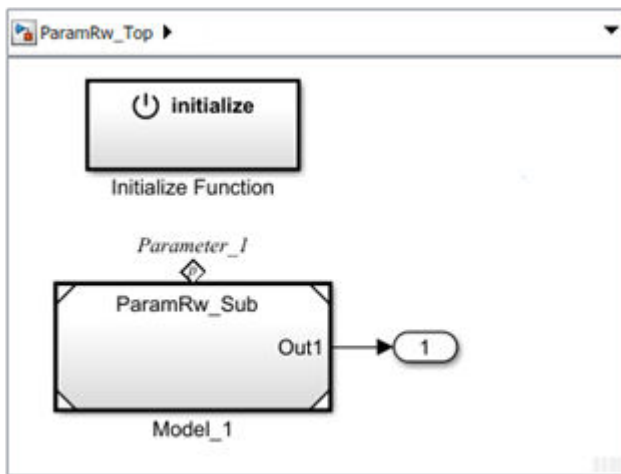 ParamRw_Top
initialize
Initialize Function
Parameter_1
P
ParamRw_Sub
Out1
1
Model_1